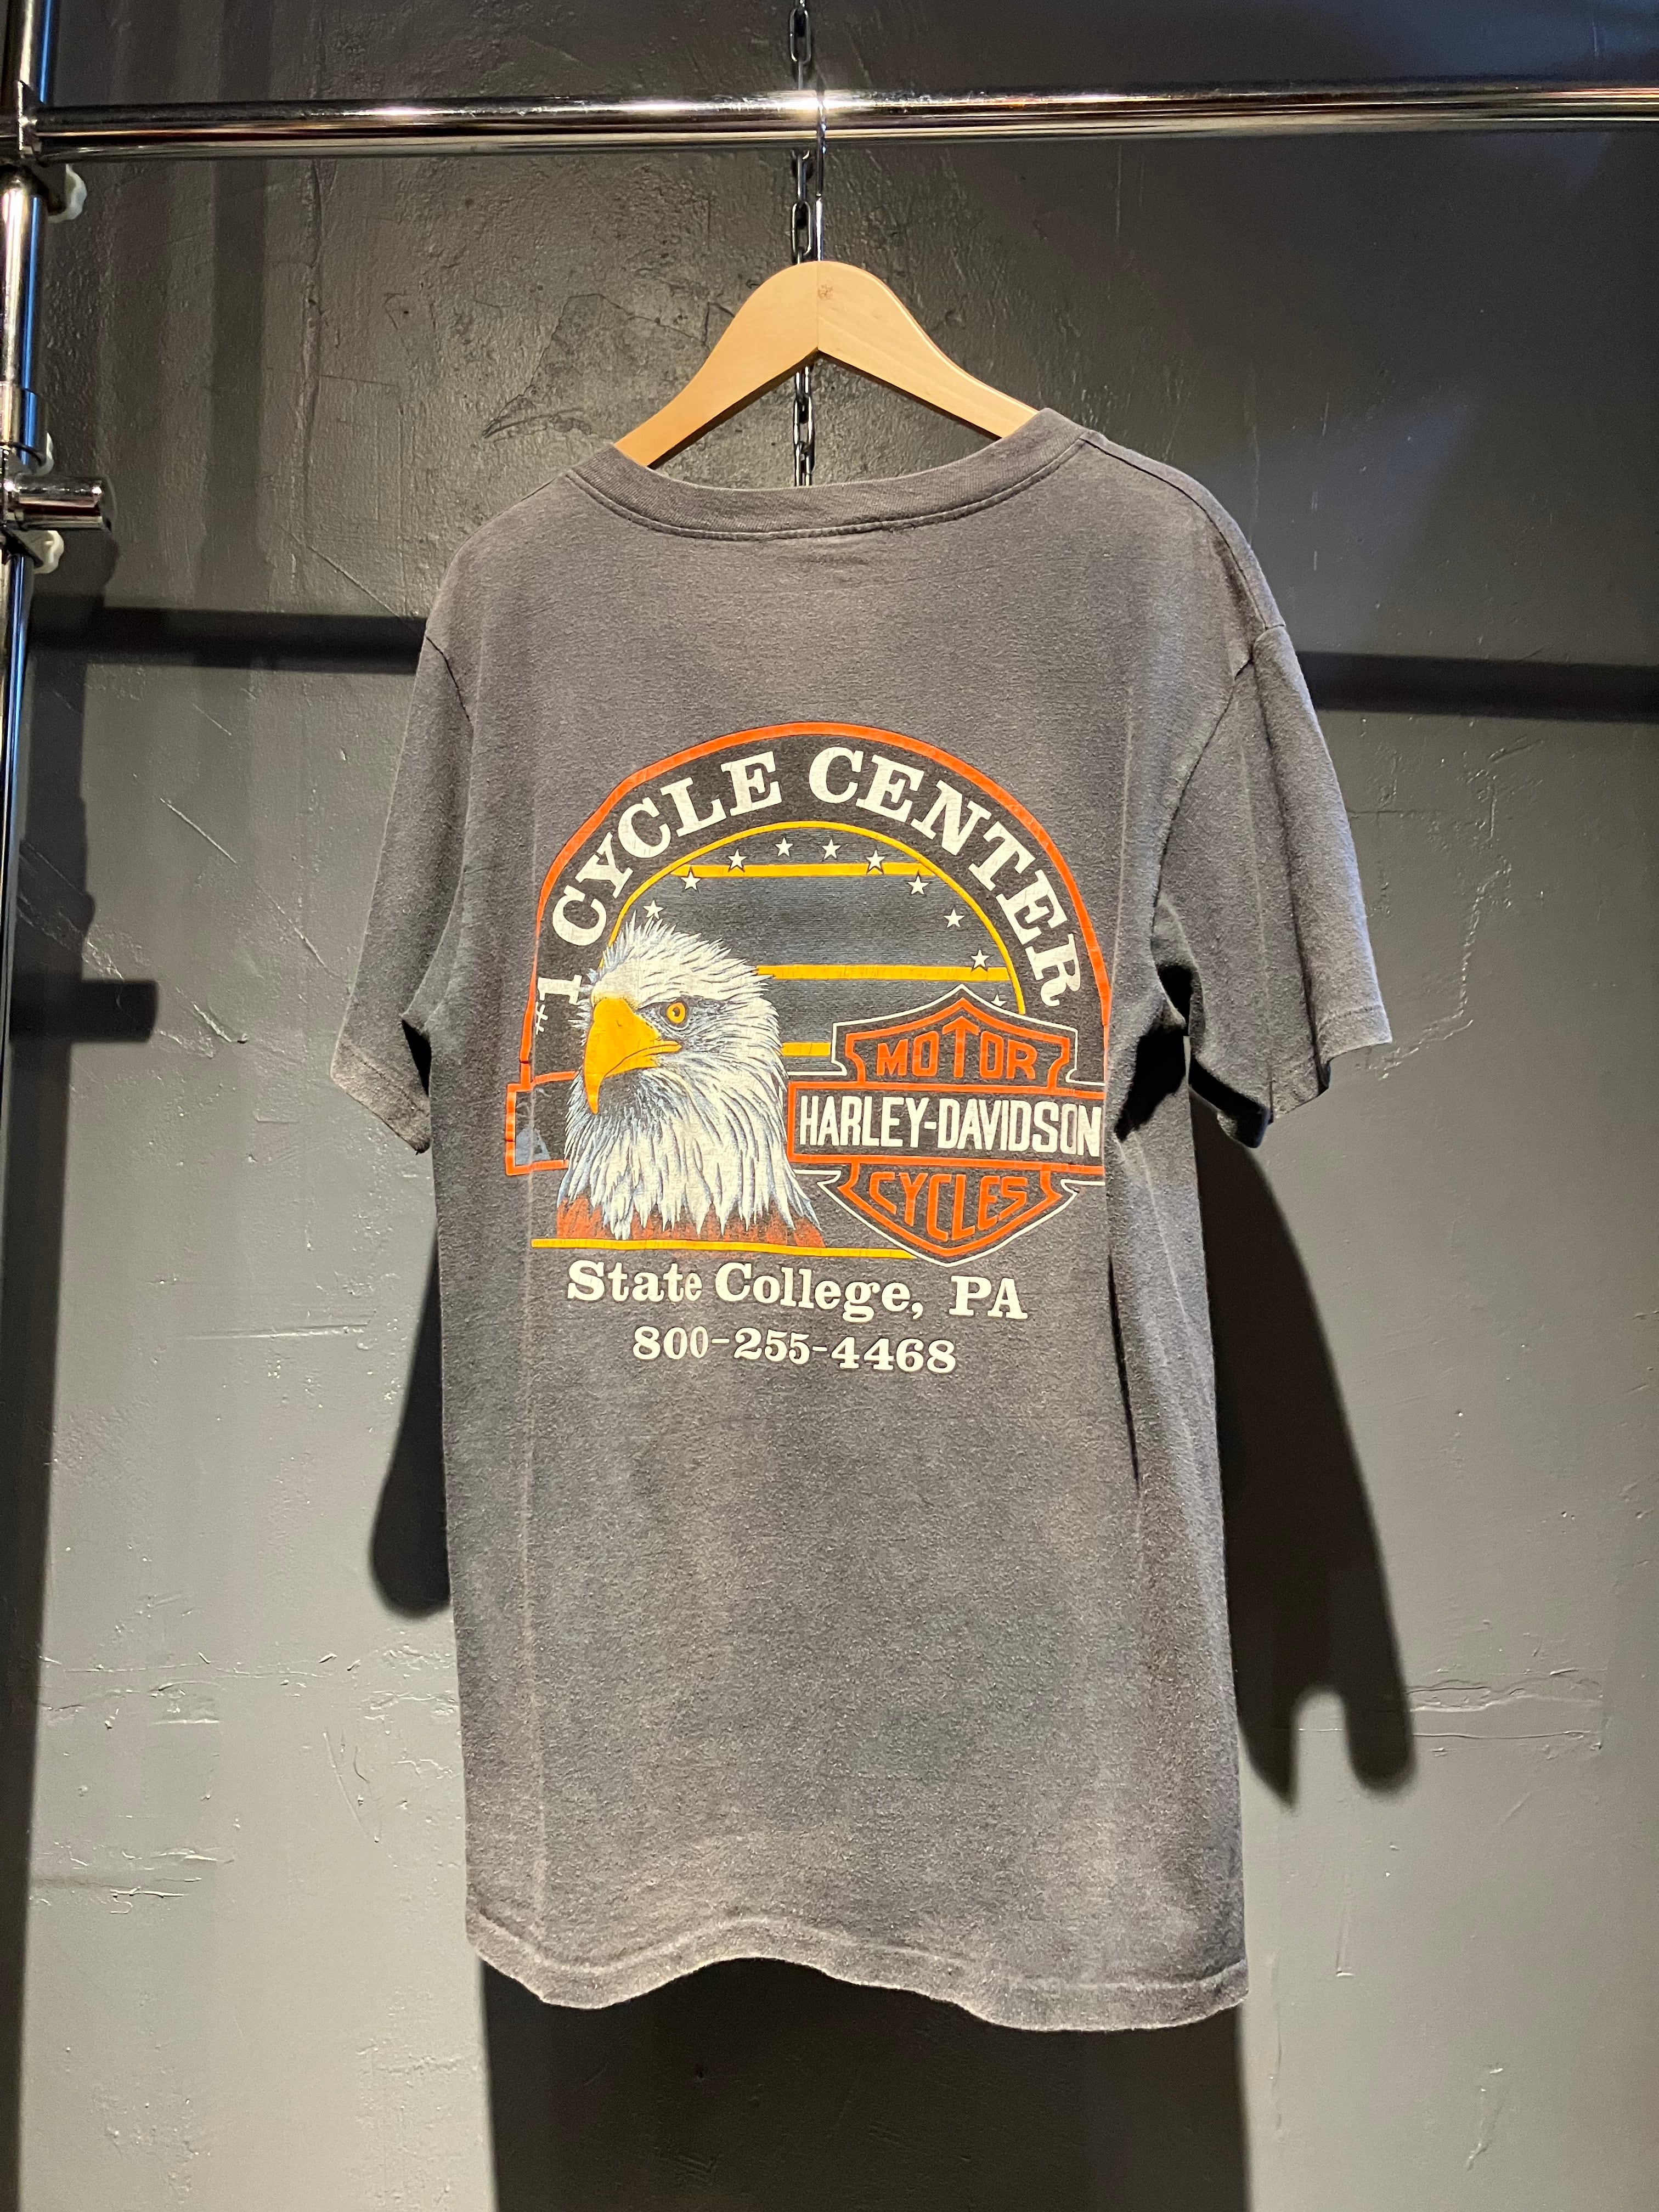 #1 CYCLE CENTER
MOTOR
HARLEY-DAVIDSON
CYCLES
State College, PA
800-255-4468